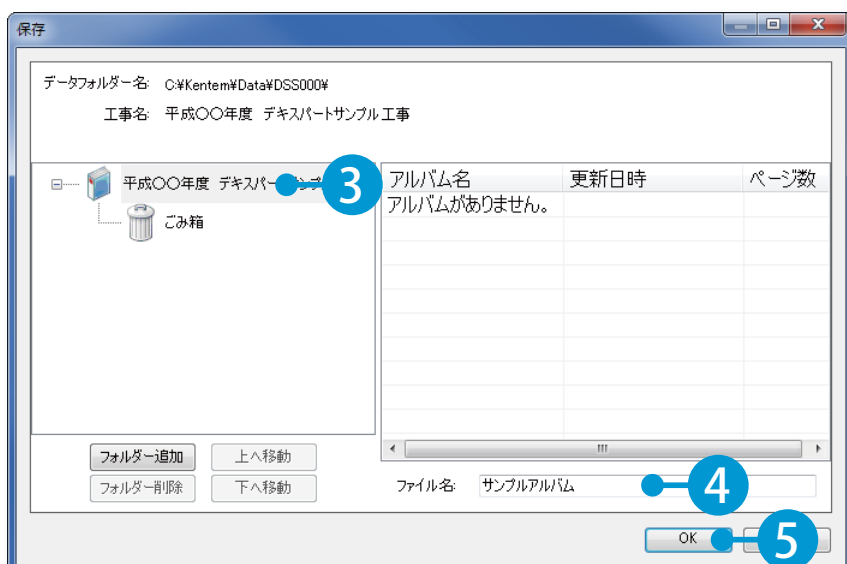 保存
データフォルダー名: C:¥Kentem¥Data¥DSS000¥
工事名: 平成〇〇年度 デキスパートサンプル工事
平成〇〇年度 デキスパー
3
ごみ箱
アルバム名 更新日時 ページ数
アルバムがありません。
フォルダー追加 上へ移動
フォルダー削除 下へ移動
ファイル名: サンプルアルバム
4
OK
5